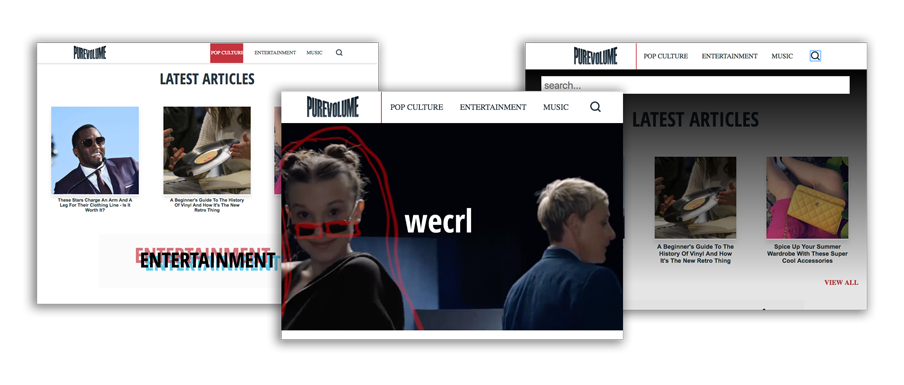 PUREVOLUME
POP CULTURE ENTERTAINMENT MUSIC
LATEST ARTICLES
These Stars Charge An Arm And A
Leg For Their Clothing Line - Is It
Worth It?
A Beginner's Guide To The History
Of Vinyl And How It's The New
Retro Thing
ENTERTAINMENT
PUREVOLUME
POP CULTURE ENTERTAINMENT MUSIC
wecrl
PUREVOLUME
POP CULTURE ENTERTAINMENT MUSIC
search...
LATEST ARTICLES
A Beginner's Guide To The
History Of Vinyl And How
It's The New Retro Thing
Spice Up Your Summer
Wardrobe With These Super
Cool Accessories
VIEW ALL